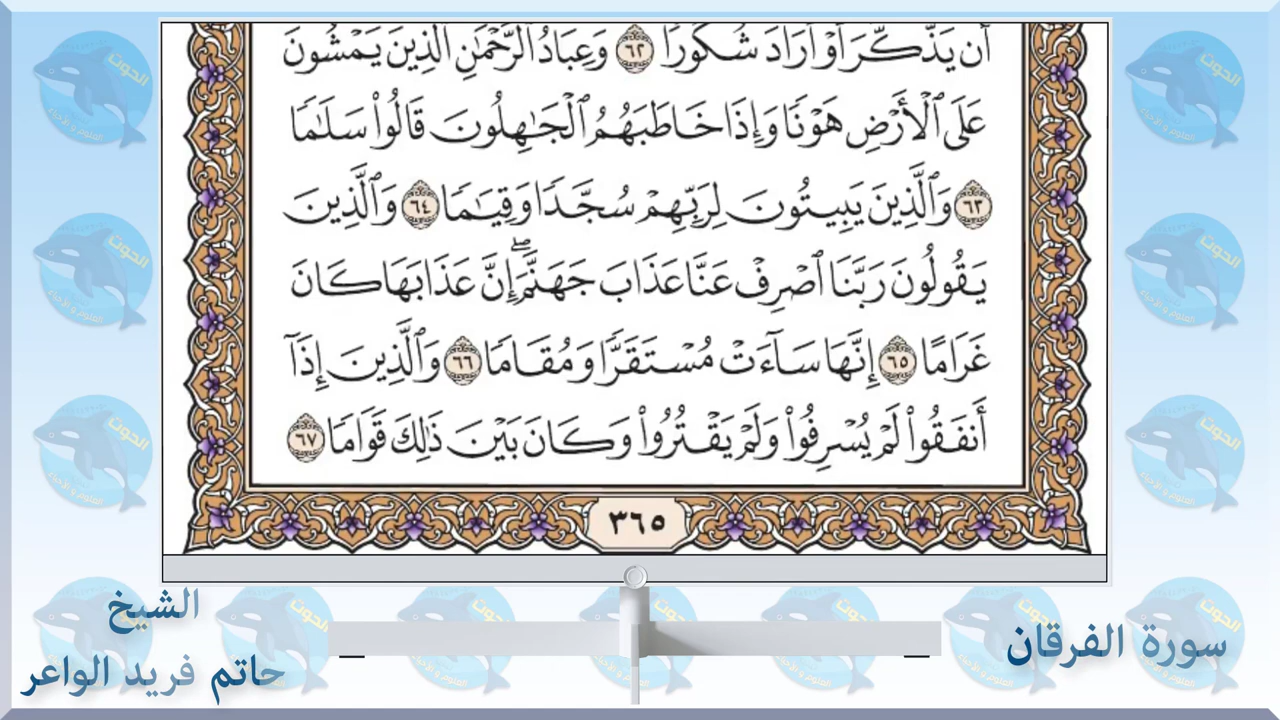 أَن يَذَّكَّرَ أَوْ أَرَادَ شُكُورًا ٦٢ وَعِبَادُ ٱلرَّحْمَٰنِ ٱلَّذِينَ يَمْشُونَ
عَلَى ٱلْأَرْضِ هَوْنًا وَإِذَا خَاطَبَهُمُ ٱلْجَٰهِلُونَ قَالُوا۟ سَلَٰمًا
٦٣ وَٱلَّذِينَ يَبِيتُونَ لِرَبِّهِمْ سُجَّدًا وَقِيَٰمًا ٦٤ وَٱلَّذِينَ
يَقُولُونَ رَبَّنَا ٱصْرِفْ عَنَّا عَذَابَ جَهَنَّمَ ۖ إِنَّ عَذَابَهَا كَانَ
غَرَامًا ٦٥ إِنَّهَا سَآءَتْ مُسْتَقَرًّا وَمُقَامًا ٦٦ وَٱلَّذِينَ إِذَآ
أَنفَقُوا۟ لَمْ يُسْرِفُوا۟ وَلَمْ يَقْتُرُوا۟ وَكَانَ بَيْنَ ذَٰلِكَ قَوَامًا ٦٧
٣٦٥
سورة الفرقان
الشيخ
حاتم فريد الواعر
الحوت